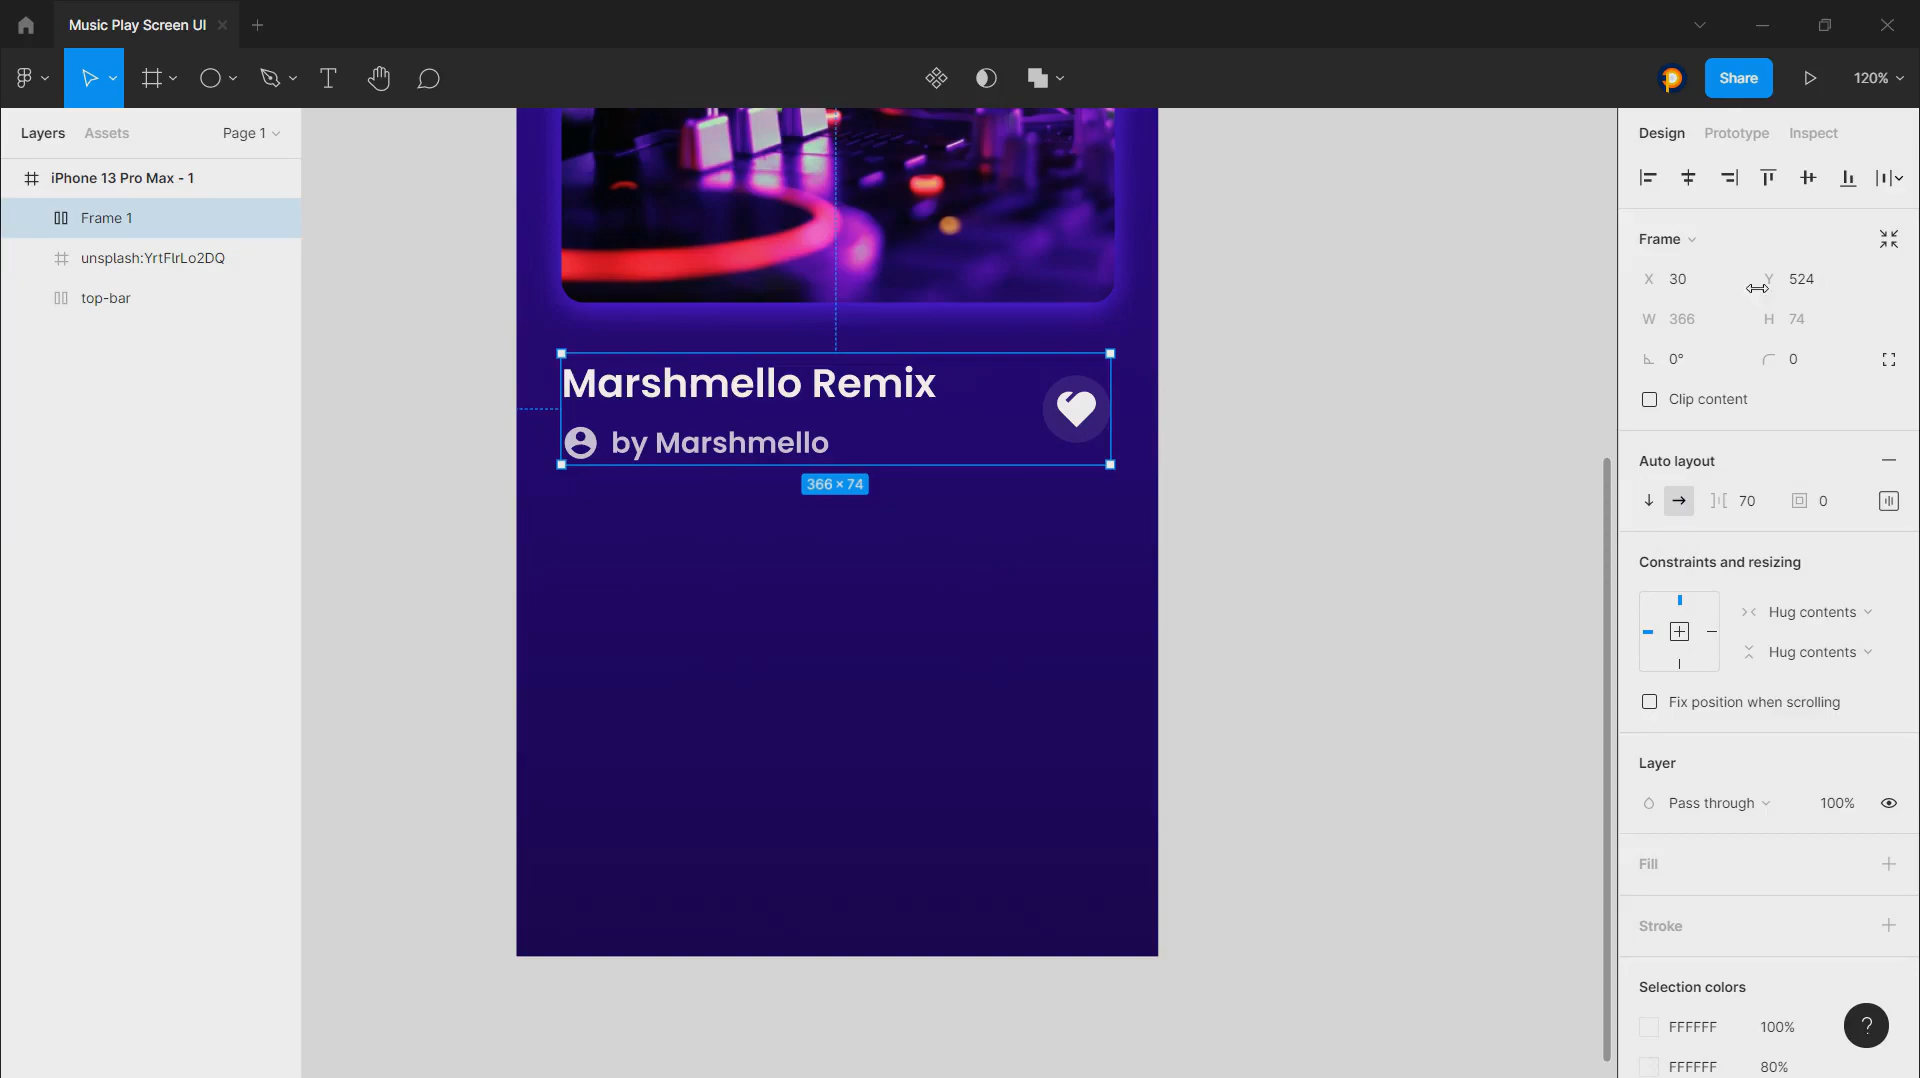 Music Play Screen UI
Share
120%
Layers
Assets
Page 1
iPhone 13 Pro Max - 1
Frame 1
unsplash:YrtFlrLo2DQ
top-bar
Marshmello Remix
by Marshmello
366 × 74
Design
Prototype
Inspect
Frame
X 30
Y 524
W 366
H 74
0°
0
Clip content
Auto layout
70
0
Constraints and resizing
Hug contents
Hug contents
Fix position when scrolling
Layer
Pass through
100%
Fill
Stroke
Selection colors
FFFFFF 100%
?
FFFFFF 80%